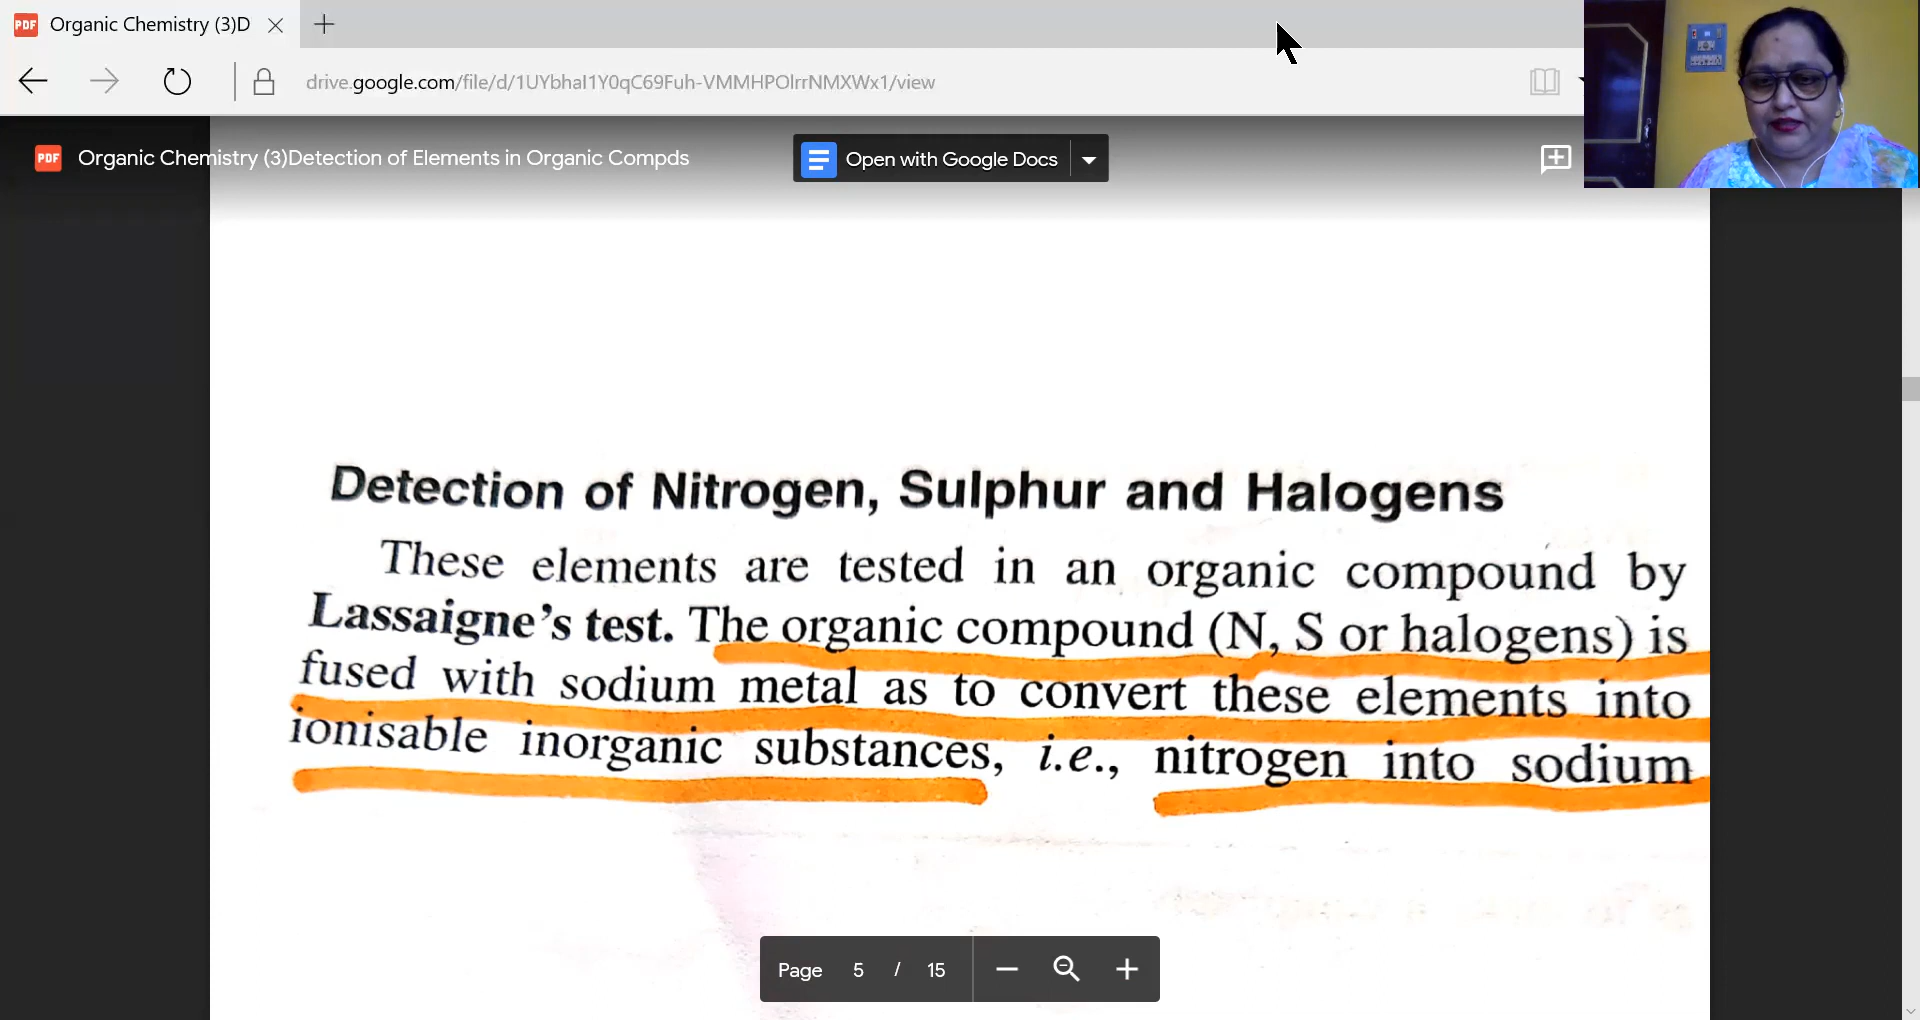 Organic Chemistry (3)D
drive.google.com/file/d/1UYbhaI1Y0qC69Fuh-VMMHPOlrrNMXWx1/view
PDF Organic Chemistry (3)Detection of Elements in Organic Compds
Open with Google Docs
Detection of Nitrogen, Sulphur and Halogens
These elements are tested in an organic compound by
Lassaigne's test. The organic compound (N, S or halogens) is
fused with sodium metal as to convert these elements into
ionisable inorganic substances, i.e., nitrogen into sodium
Page 5 / 15